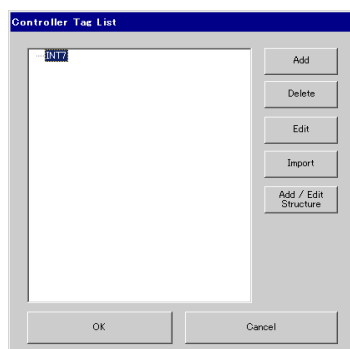 Controller Tag List
INT7
Add
Delete
Edit
Import
Add / Edit
Structure
OK
Cancel